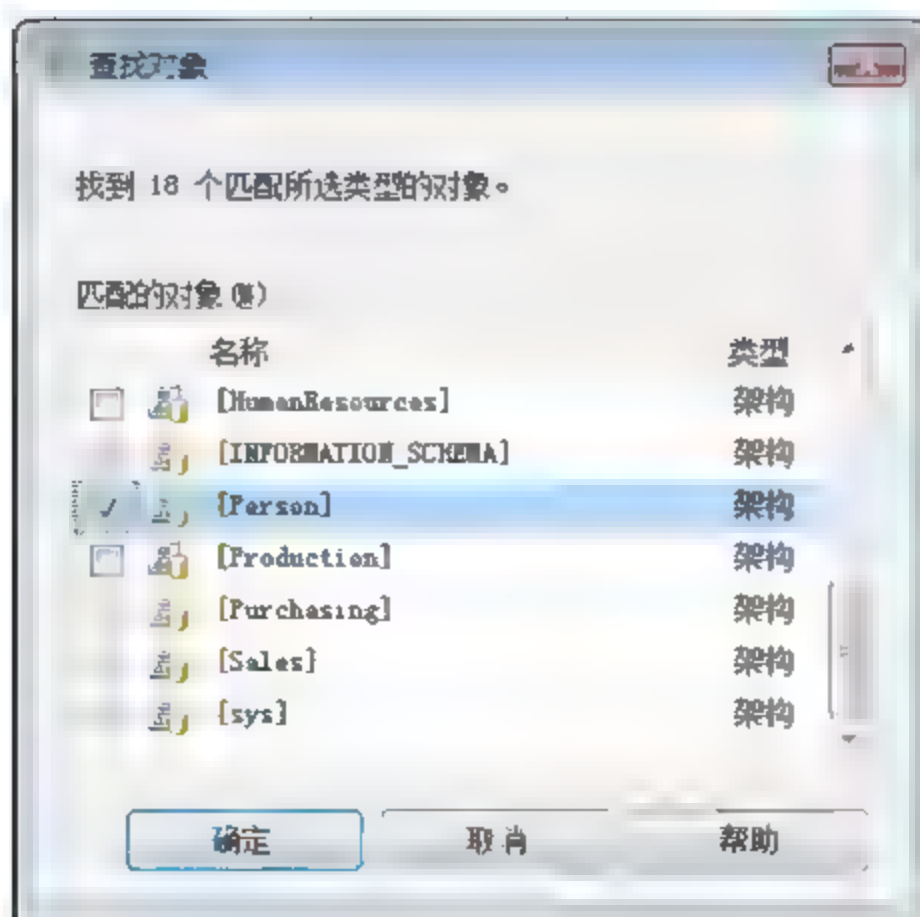 查找对象
找到 18 个匹配所选类型的对象。
匹配的对象(M)
名称 类型
[HumanResources] 架构
[INFORMATION_SCHEMA] 架构
[Person] 架构
[Production] 架构
[Purchasing] 架构
[Sales] 架构
[sys] 架构
确定 取消 帮助